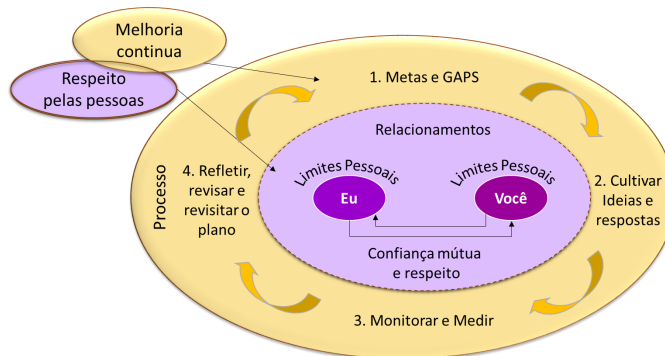 Melhoria
continua
Respeito
pelas pessoas
1. Metas e GAPS
Relacionamentos
Processo
4. Refletir,
revisar e
revisitar o
plano
Limites Pessoais
Eu
Limites Pessoais
Você
2. Cultivar
Ideias e
respostas
Confiança mútua
e respeito
3. Monitorar e Medir